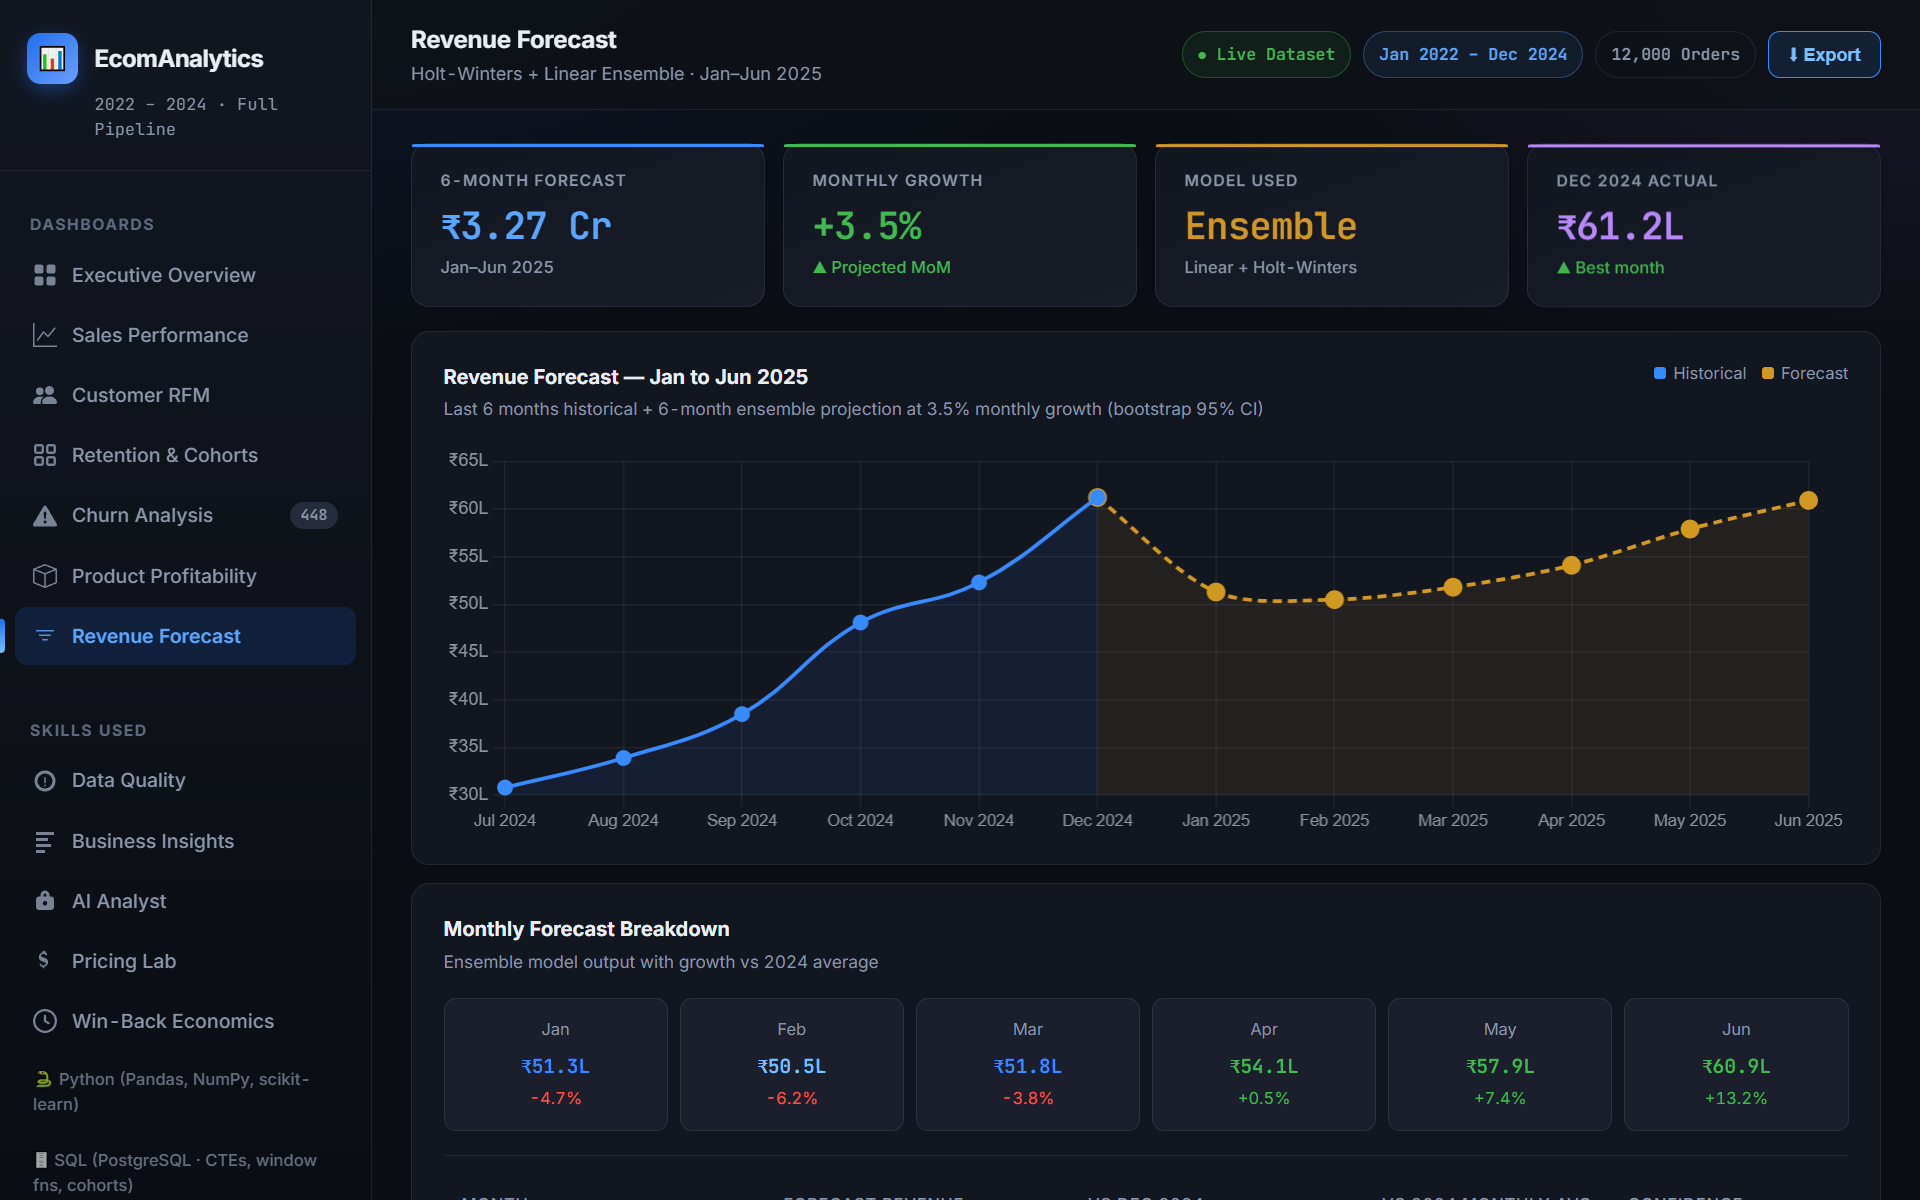 EcomAnalytics
2022 – 2024 · Full
Pipeline
DASHBOARDS
Executive Overview
Sales Performance
Customer RFM
Retention & Cohorts
Churn Analysis 448
Product Profitability
Revenue Forecast
SKILLS USED
Data Quality
Business Insights
AI Analyst
Pricing Lab
Win-Back Economics
Python (Pandas, NumPy, scikit-
learn)
SQL (PostgreSQL · CTEs, window
fns, cohorts)
Revenue Forecast
Holt-Winters + Linear Ensemble · Jan–Jun 2025
● Live Dataset
Jan 2022 – Dec 2024
12,000 Orders
⬇ Export
6-MONTH FORECAST
₹3.27 Cr
Jan–Jun 2025
MONTHLY GROWTH
+3.5%
▲ Projected MoM
MODEL USED
Ensemble
Linear + Holt-Winters
DEC 2024 ACTUAL
₹61.2L
▲ Best month
Revenue Forecast — Jan to Jun 2025
Last 6 months historical + 6-month ensemble projection at 3.5% monthly growth (bootstrap 95% CI)
Historical Forecast
₹65L
₹60L
₹55L
₹50L
₹45L
₹40L
₹35L
₹30L
Jul 2024 Aug 2024 Sep 2024 Oct 2024 Nov 2024 Dec 2024 Jan 2025 Feb 2025 Mar 2025 Apr 2025 May 2025 Jun 2025
Monthly Forecast Breakdown
Ensemble model output with growth vs 2024 average
Jan
₹51.3L
-4.7%
Feb
₹50.5L
-6.2%
Mar
₹51.8L
-3.8%
Apr
₹54.1L
+0.5%
May
₹57.9L
+7.4%
Jun
₹60.9L
+13.2%